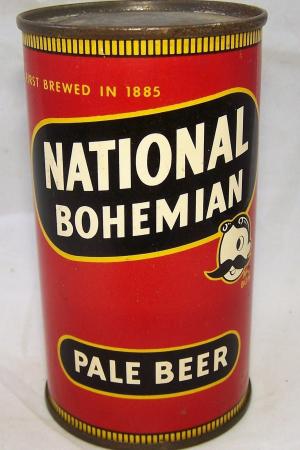 FIRST BREWED IN 1885
NATIONAL
BOHEMIAN
PALE BEER